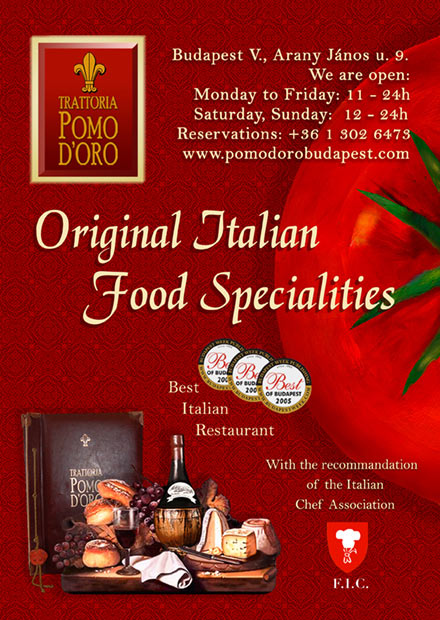 TRATTORIA
POMO
D'ORO
Budapest V., Arany János u. 9.
We are open:
Monday to Friday: 11 - 24h
Saturday, Sunday: 12 - 24h
Reservations: +36 1 302 6473
www.pomodorobudapest.com
Original Italian
Food Specialities
Best
OF BUDAPEST
2005
Best
Italian
Restaurant
With the recommandation
of the Italian
Chef Association
F.I.C.
TRATTORIA
POMO
D'ORO